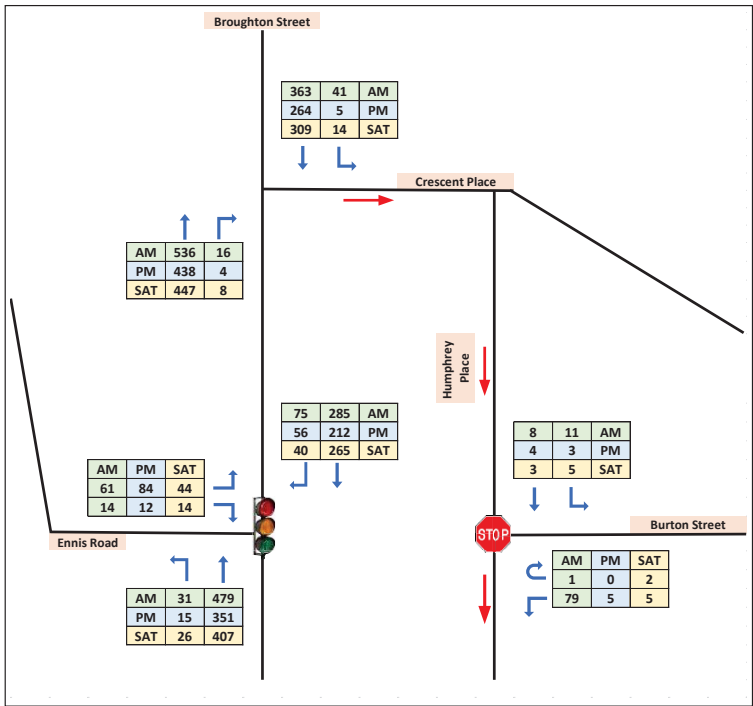 Broughton Street
363 41 AM
264 5 PM
309 14 SAT
Crescent Place
AM 536 16
PM 438 4
SAT 447 8
Humphrey
Place
75 285 AM
56 212 PM
40 265 SAT
8 11 AM
4 3 PM
3 5 SAT
AM PM SAT
61 84 44
14 12 14
Ennis Road
STOP
Burton Street
AM PM SAT
1 0 2
79 5 5
AM 31 479
PM 15 351
SAT 26 407